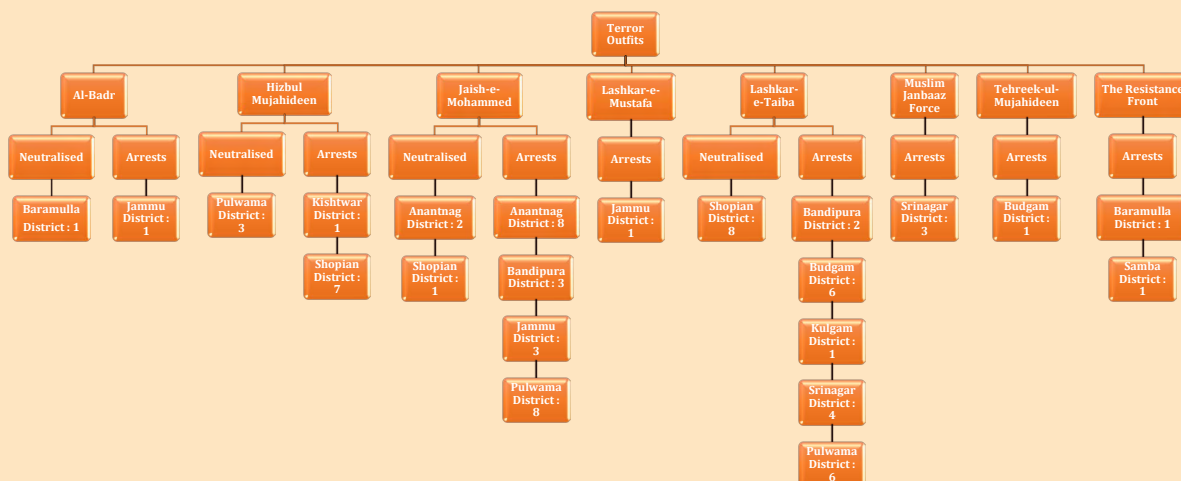 Terror
Outfits
Al-Badr
Hizbul
Mujahideen
Jaish-e-
Mohammed
Lashkar-e-
Mustafa
Lashkar-
e-Taiba
Muslim
Janbaaz
Force
Tehreek-ul-
Mujahideen
The Resistance
Front
Neutralised
Arrests
Neutralised
Arrests
Neutralised
Arrests
Arrests
Neutralised
Arrests
Arrests
Arrests
Arrests
Baramulla
District : 1
Jammu
District :
1
Pulwama
District :
3
Kishtwar
District :
1
Shopian
District :
7
Anantnag
District : 2
Shopian
District :
1
Anantnag
District : 8
Bandipura
District : 3
Jammu
District :
3
Pulwama
District :
8
Jammu
District :
1
Shopian
District :
8
Bandipura
District : 2
Budgam
District :
6
Kulgam
District :
1
Srinagar
District :
4
Pulwama
District :
6
Srinagar
District :
3
Budgam
District :
1
Baramulla
District : 1
Samba
District :
1